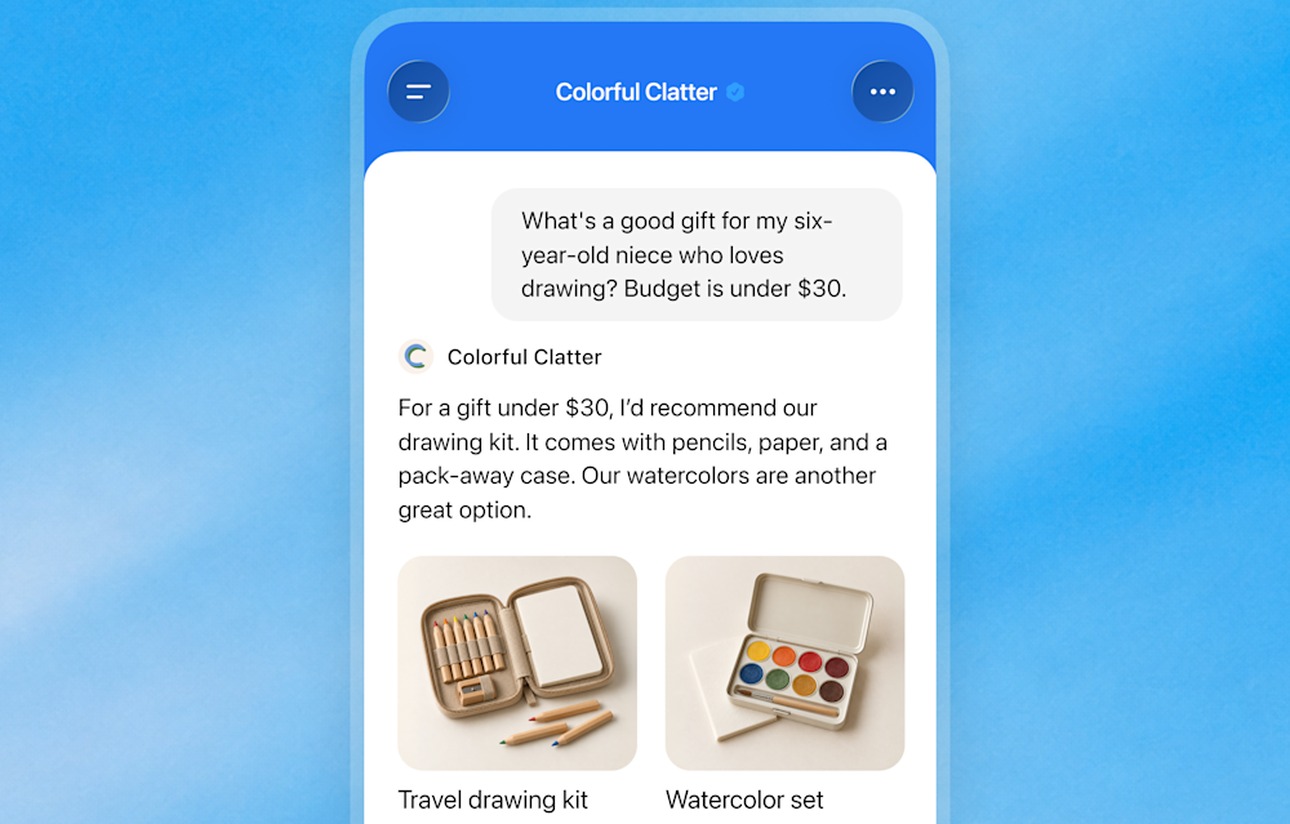 Colorful Clatter
What's a good gift for my six-
year-old niece who loves
drawing? Budget is under $30.
Colorful Clatter
For a gift under $30, I’d recommend our
drawing kit. It comes with pencils, paper, and a
pack-away case. Our watercolors are another
great option.
Travel drawing kit
Watercolor set